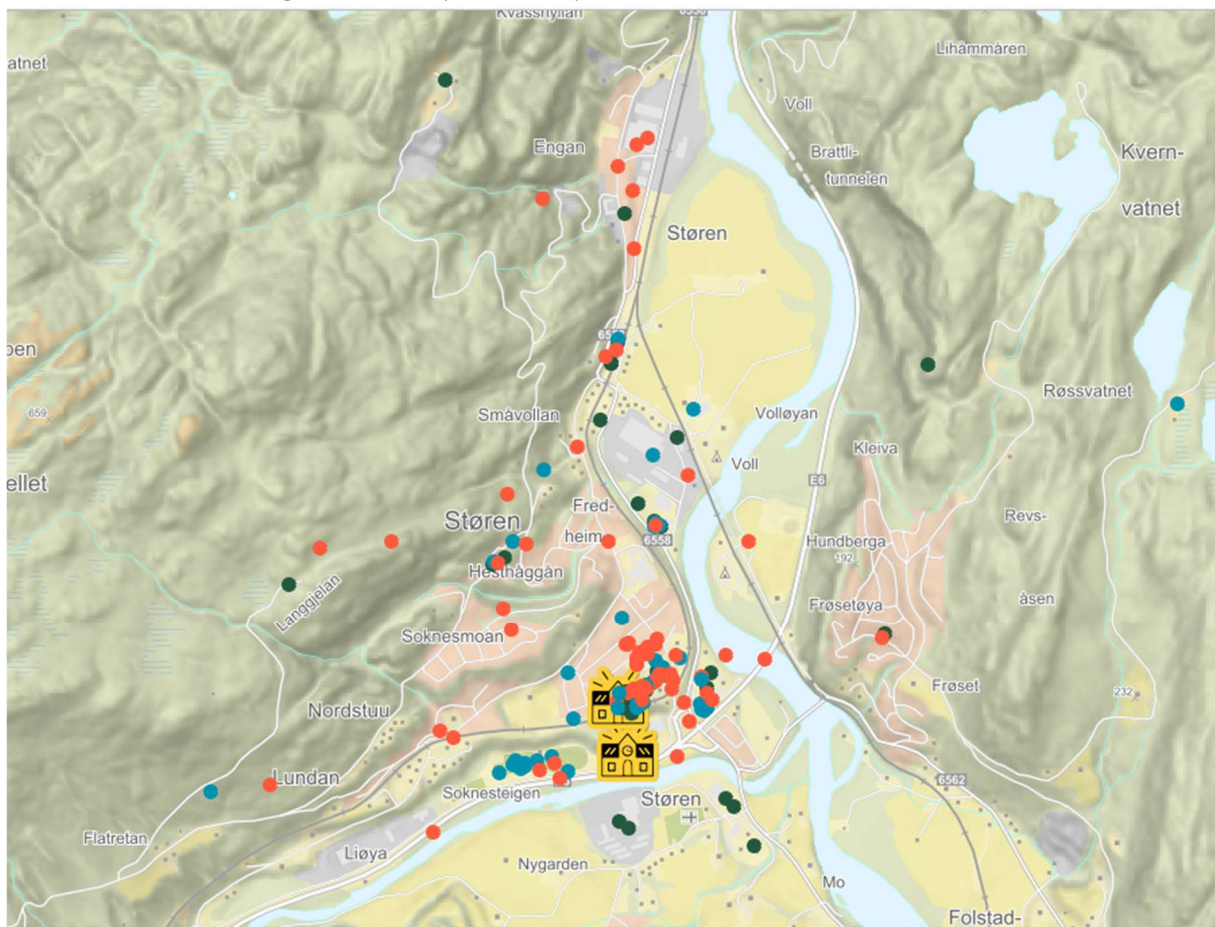 Kvasshyllan
Lihåmmåren
atnet
Voll
Engan
Brattli-
tunnelen
Kvern-
vatnet
Støren
pen
Røssvatnet
659
Småvollan
Volløyan
Kleiva
ellet
Voll
E6
Fred-
heim
Revs-
Støren
6558
Hundberga
192
Hesthåggån
Langgjelan
Frøsetøya
åsen
Soknesmoan
Frøset
232
Nordstuu
Lundan
6562
Soknesteigen
Støren
Flatretan
Liøya
Nygarden
Mo
Folstad-